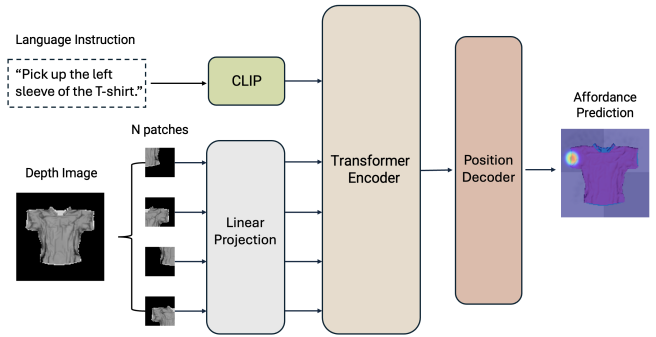 Language Instruction
“Pick up the left
sleeve of the T-shirt.”
CLIP
N patches
Depth Image
Linear
Projection
Transformer
Encoder
Position
Decoder
Affordance
Prediction